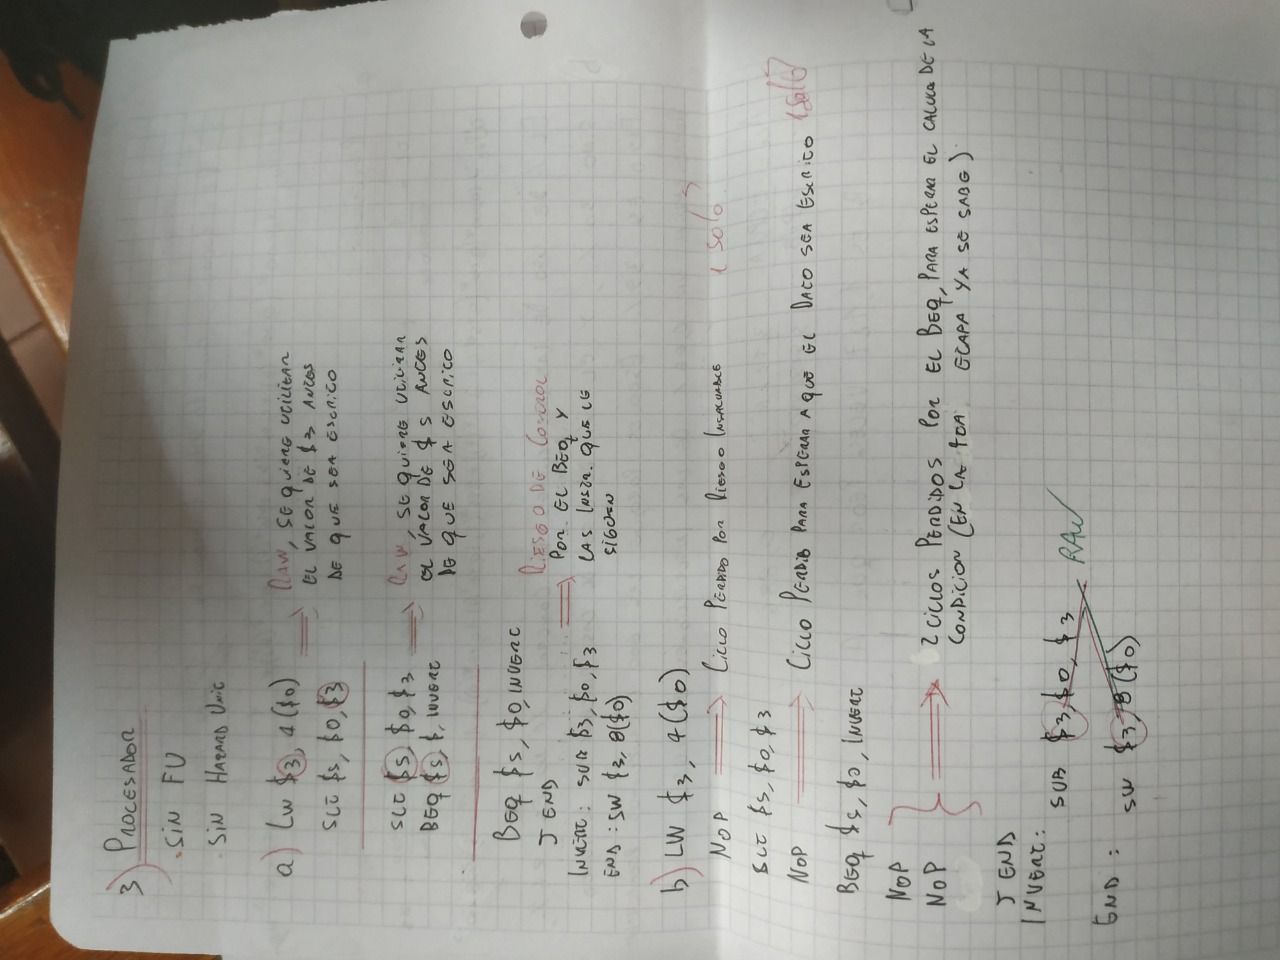 3) PROCESADOR
· SIN FU
· SIN HAZARD UNIT
a) LW $3, 4($0)
SLT $5, $0, $3
⇒ RAW, SE QUIERE UTILIZAR
EL VALOR DE $3 ANTES
DE QUE SEA ESCRITO
SLT $5, $0, $3
BEQ $5, $, INVERT
⇒ RAW, SE QUIERE UTILIZAR
EL VALOR DE $5 ANTES
DE QUE SEA ESCRITO
BEQ $5, $0, INVERT
J END
INVERT: SUB $3, $0, $3
END: SW $3, 8($0)
⇒ RIESGO DE CONTROL
POR EL BEQ Y
LAS INSTR. QUE LE
SIGUEN
b) LW $3, 4($0)
NOP ⇒ CICLO PERDIDO POR RIESGO INSALVABLE 1 SOLO?
SLT $5, $0, $3
NOP ⇒ CICLO PERDIDO PARA ESPERAR A QUE EL DATO SEA ESCRITO 1 SOLO?
BEQ $5, $0, INVERT
NOP
NOP
⇒ 2 CICLOS PERDIDOS POR EL BEQ, PARA ESPERAR EL CALCULO DE LA
CONDICION (EN LA 4TA ETAPA YA SE SABE)
J END
INVERT: SUB $3, $0, $3
END: SW $3, 8($0)
RAW